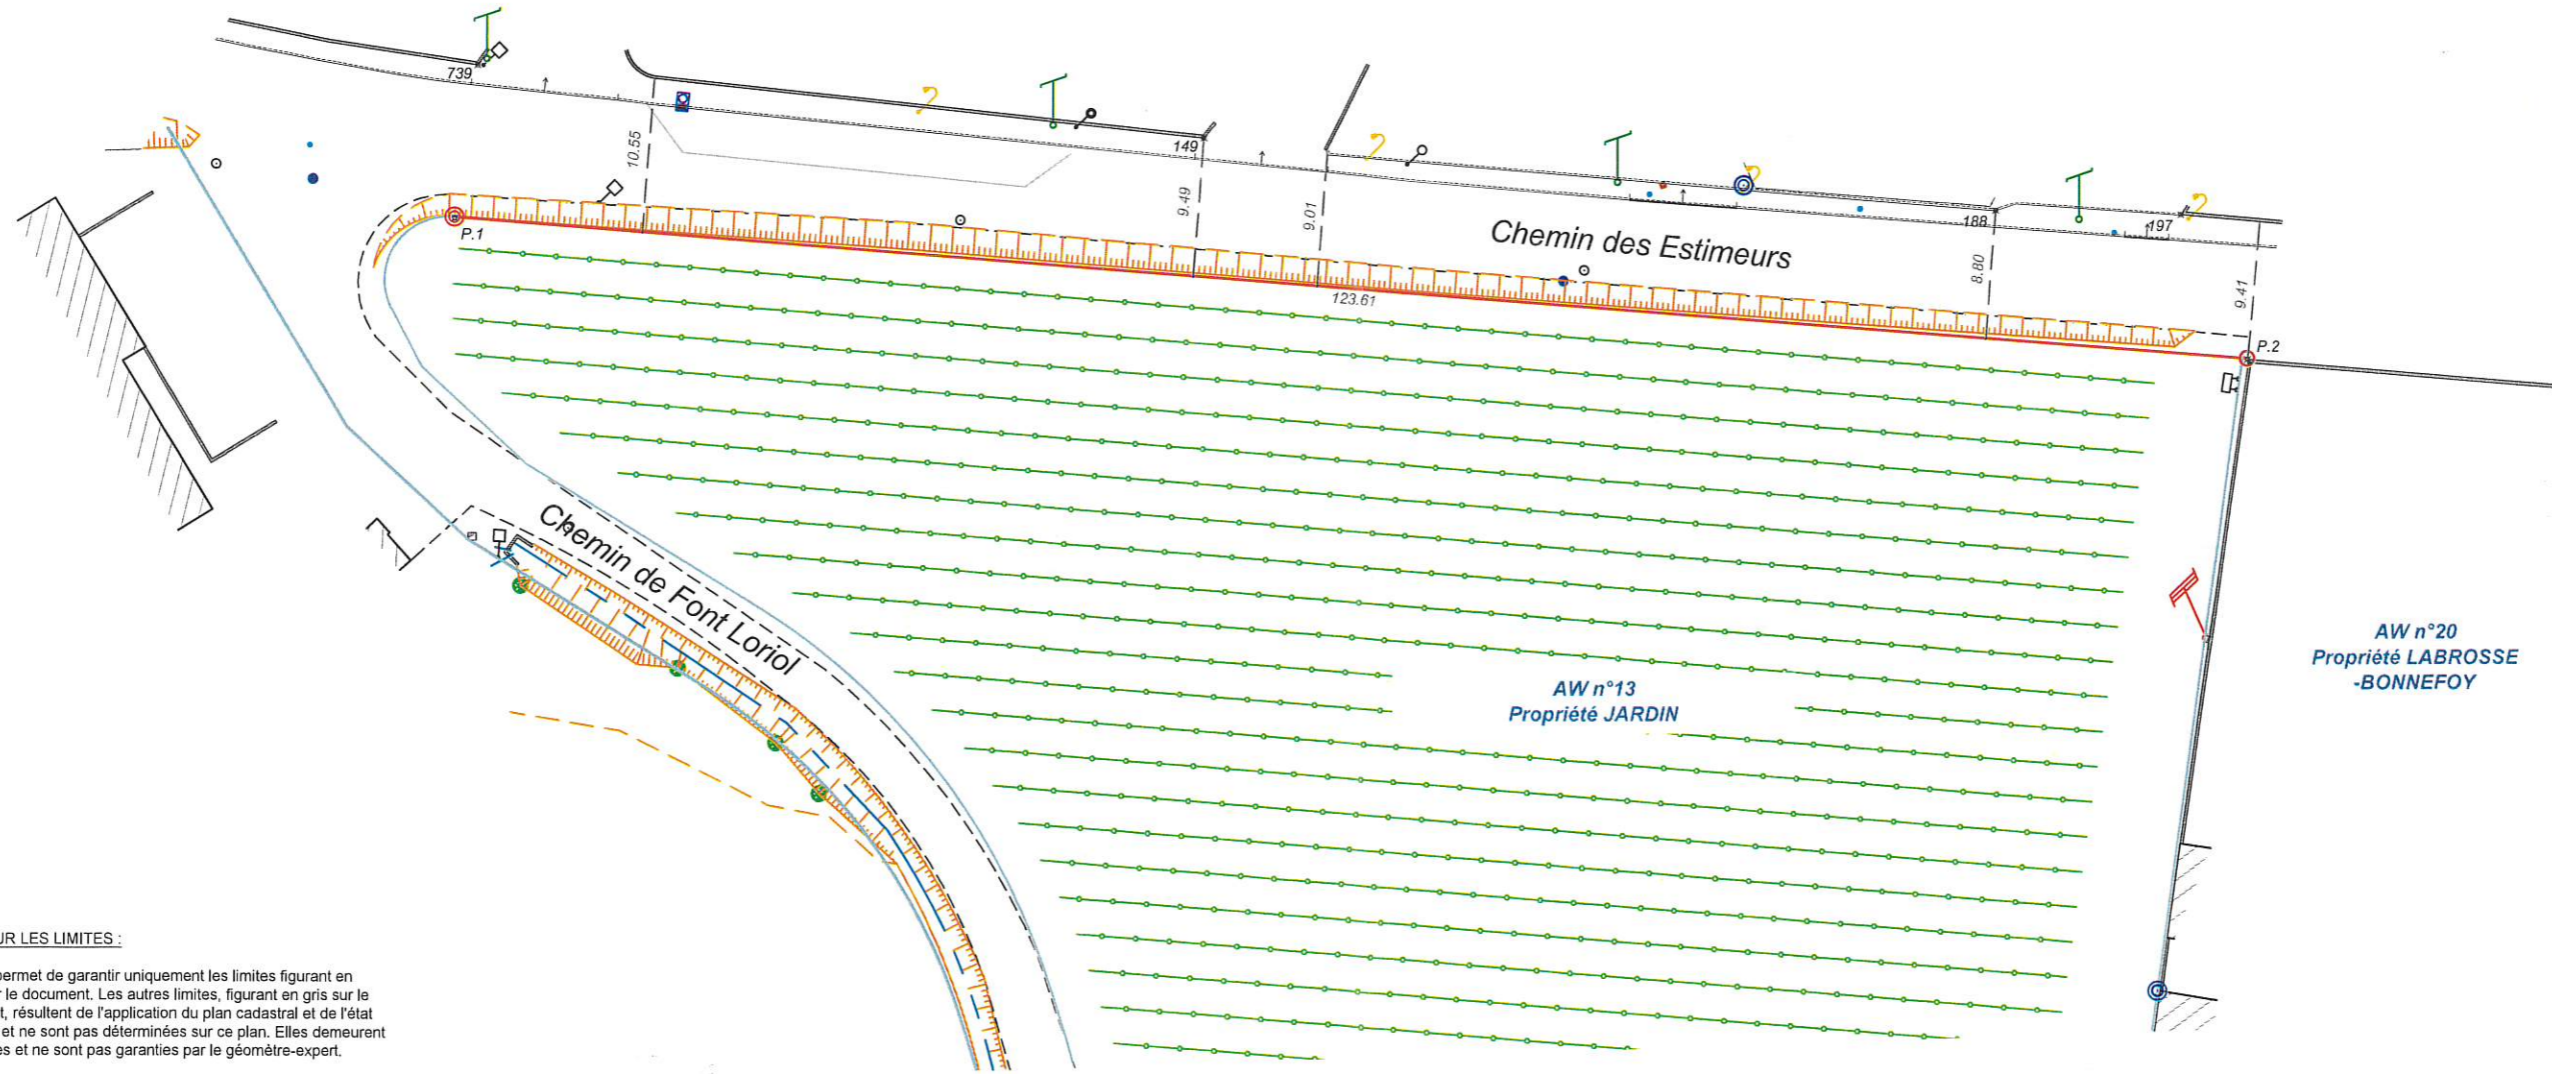 739
10.55
149
9.49
9.01
Chemin des Estimeurs
188
197
8.80
9.41
P.1
123.61
P.2
Chemin de Font Loriol
AW n°13
Propriété JARDIN
AW n°20
Propriété LABROSSE
-BONNEFOY
UR LES LIMITES :
permet de garantir uniquement les limites figurant en
le document. Les autres limites, figurant en gris sur le
t, résultent de l'application du plan cadastral et de l'état
et ne sont pas déterminées sur ce plan. Elles demeurent
es et ne sont pas garanties par le géomètre-expert.